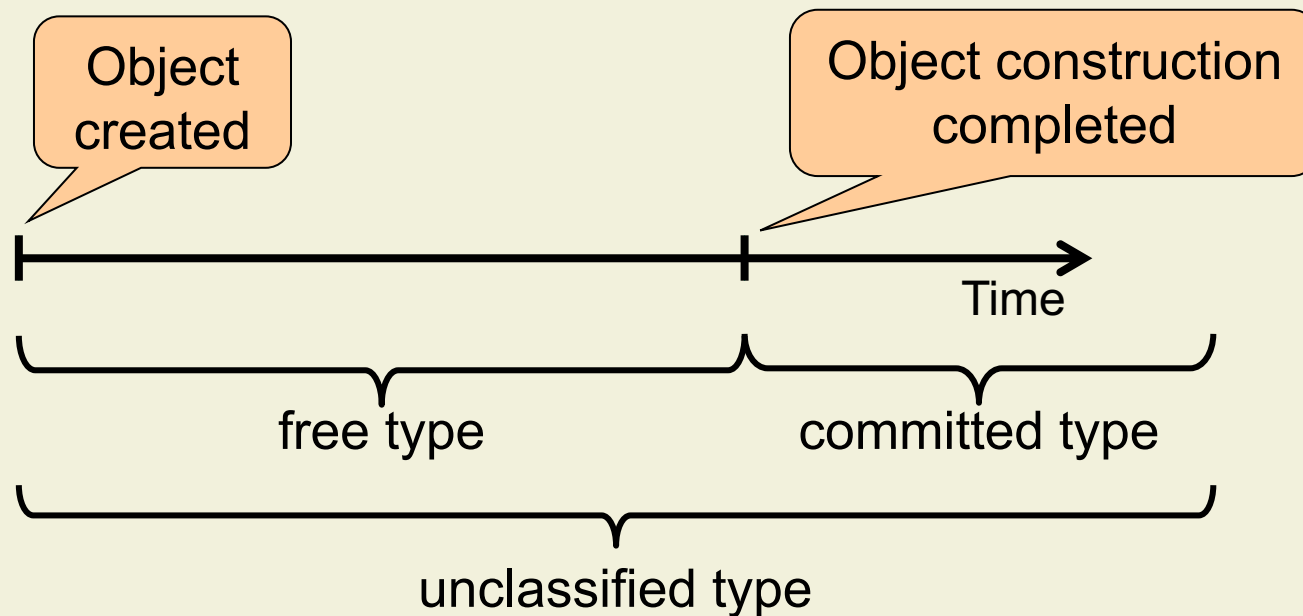 Object
created
Object construction
completed
Time
free type
committed type
unclassified type